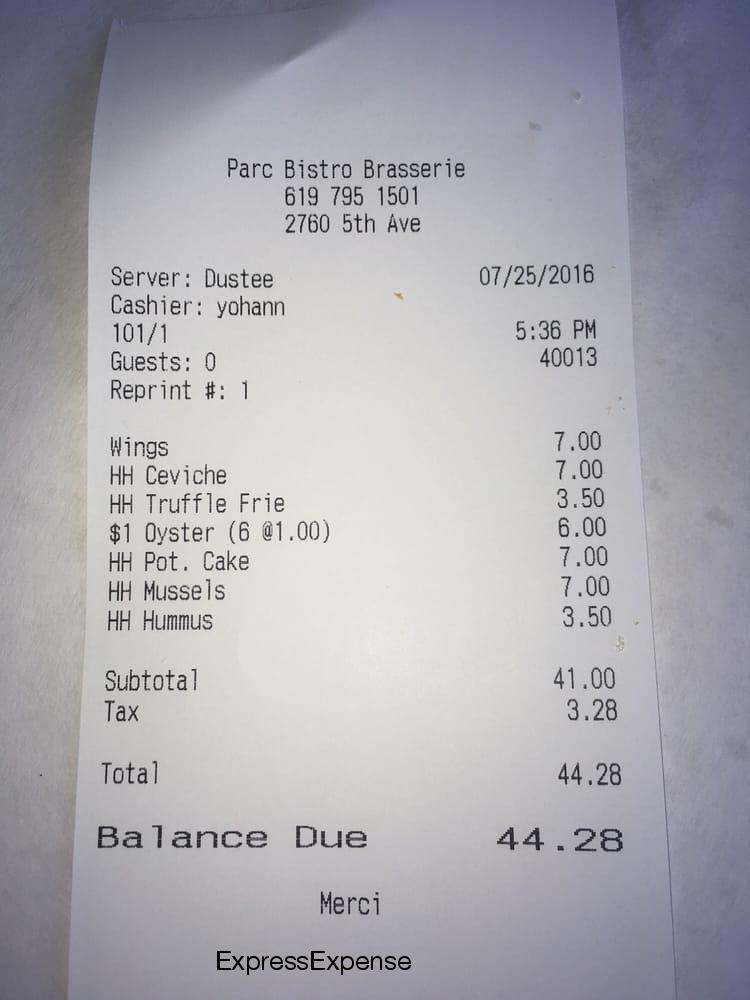 Parc Bistro Brasserie
619 795 1501
2760 5th Ave
Server: Dustee 07/25/2016
Cashier: yohann
101/1 5:36 PM
Guests: 0 40013
Reprint #: 1
Wings 7.00
HH Ceviche 7.00
HH Truffle Frie 3.50
$1 Oyster (6 @1.00) 6.00
HH Pot. Cake 7.00
HH Mussels 7.00
HH Hummus 3.50
Subtotal 41.00
Tax 3.28
Total 44.28
Balance Due 44.28
Merci
ExpressExpense